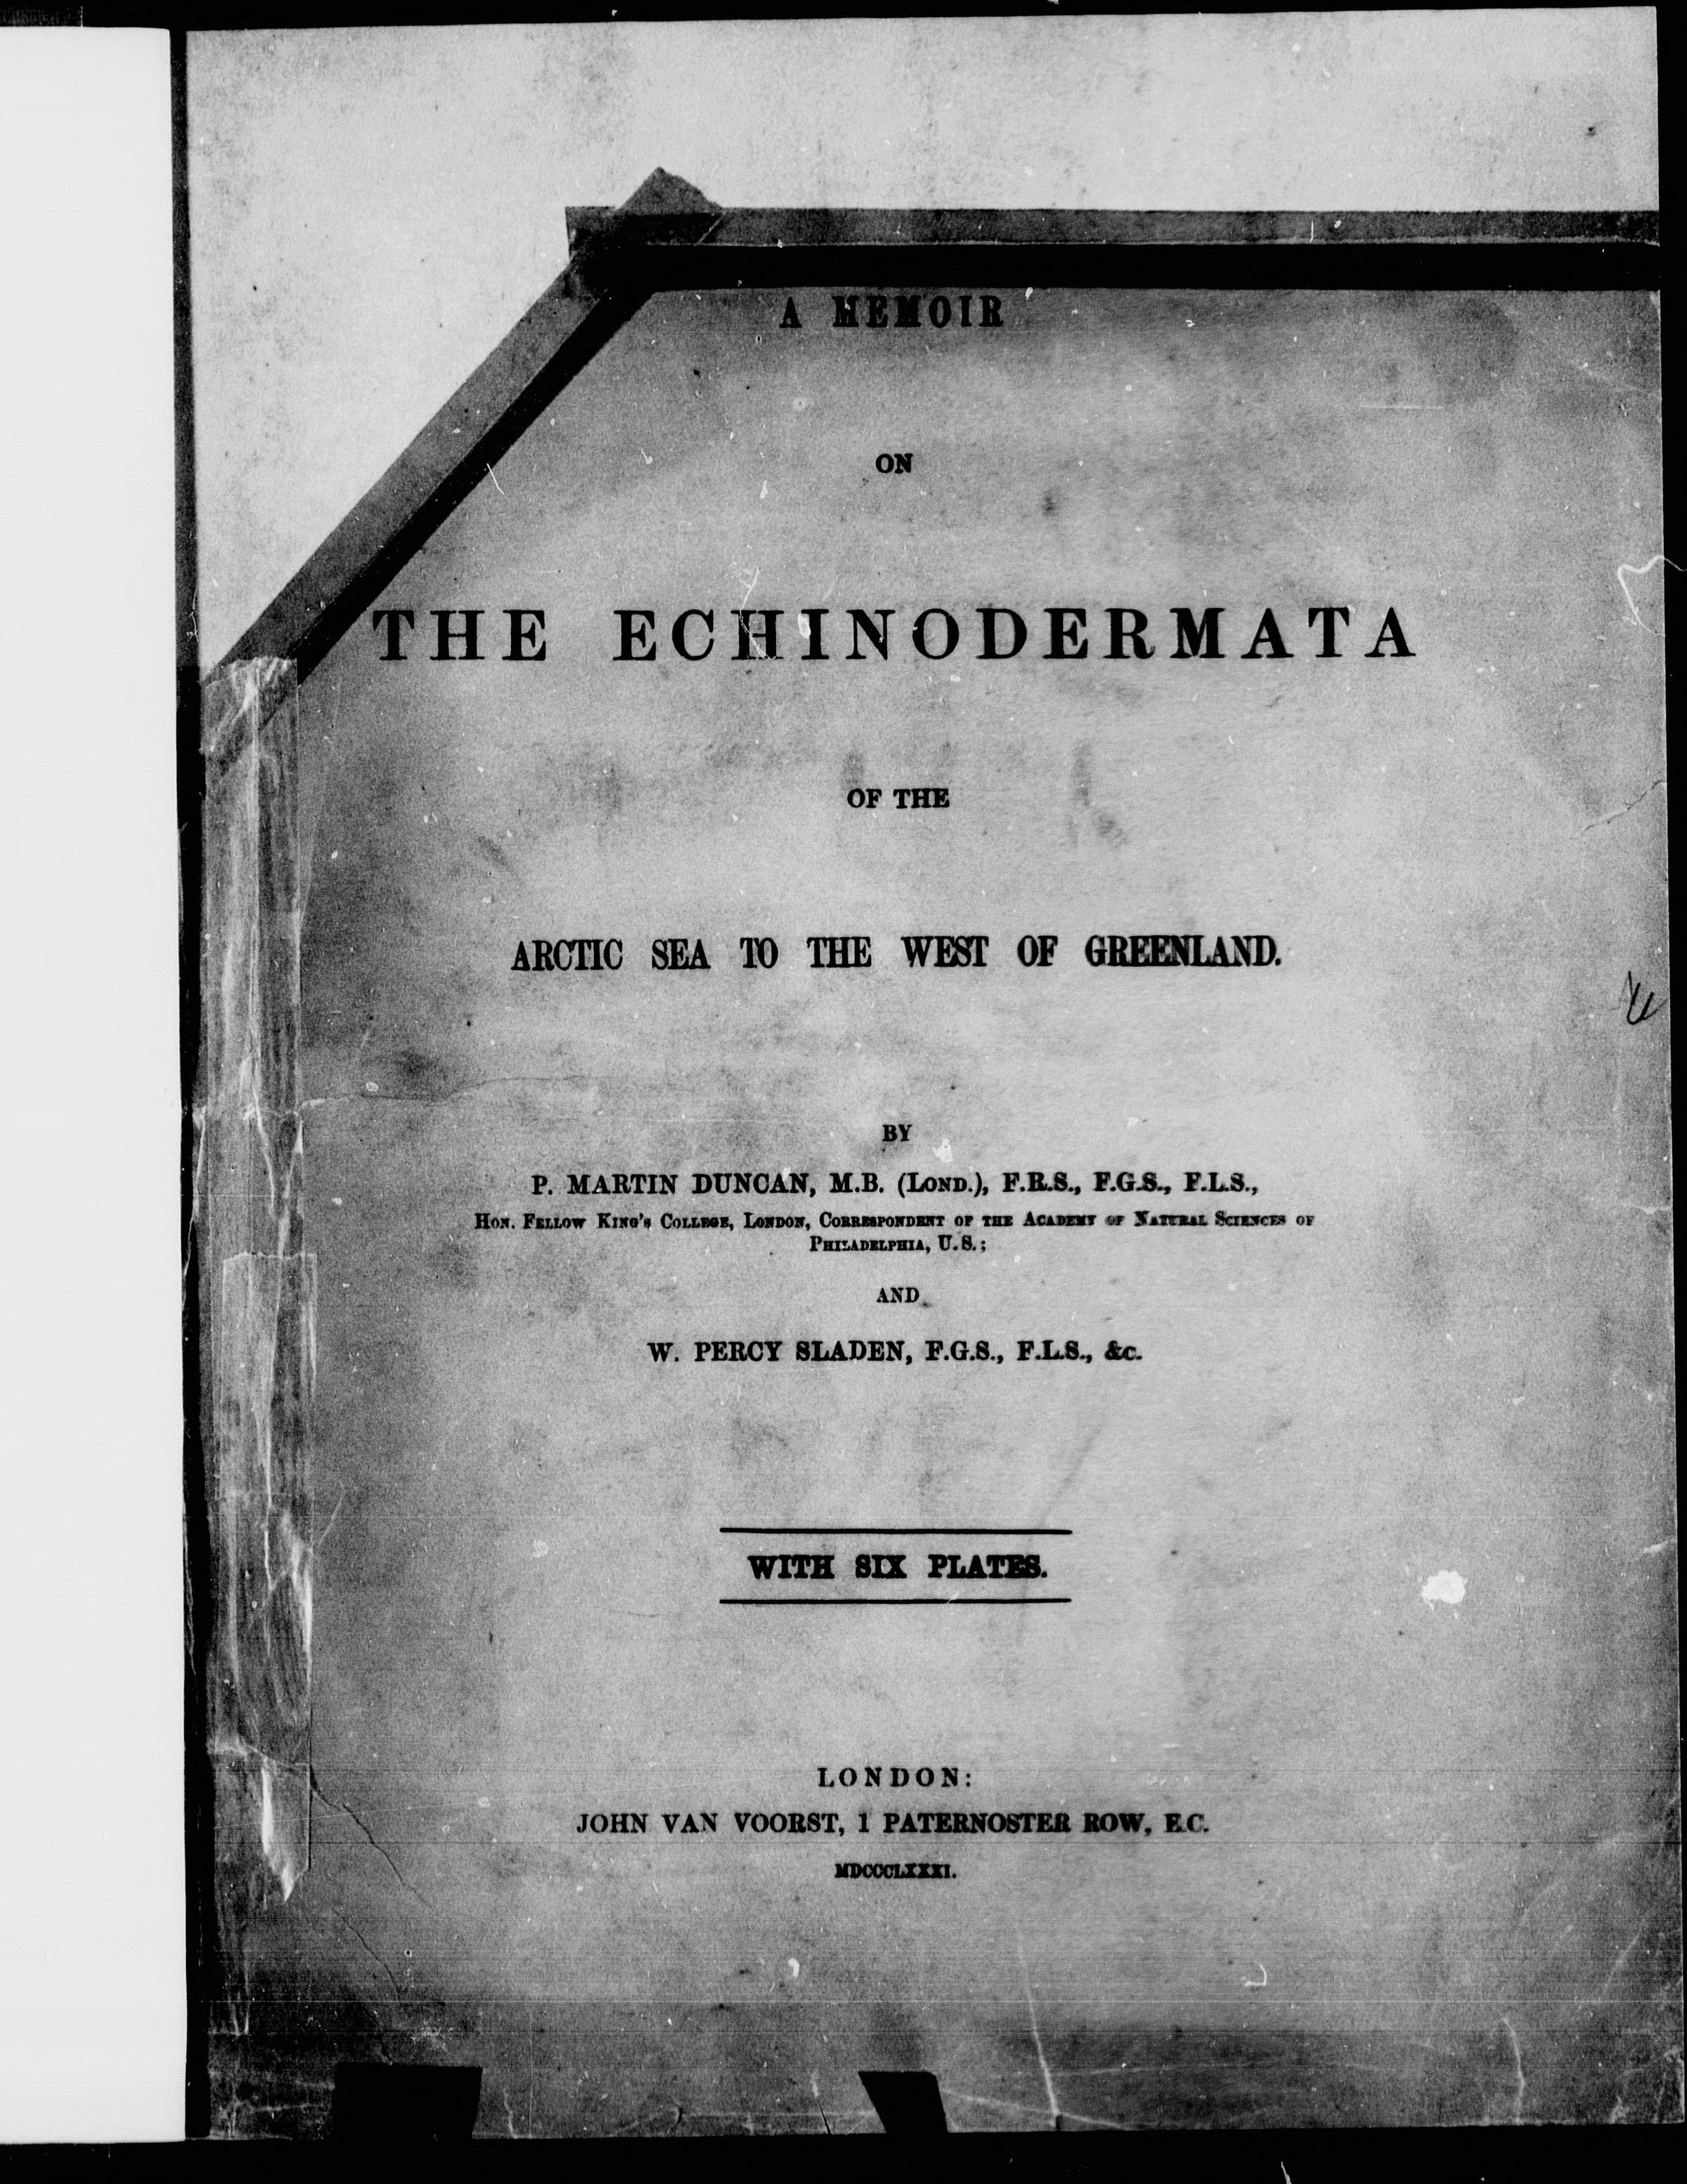 A MEMOIR
ON
THE ECHINODERMATA
OF THE
ARCTIC SEA TO THE WEST OF GREENLAND.
BY
P. MARTIN DUNCAN, M.B. (LOND.), F.R.S., F.G.S., F.L.S.,
HON. FELLOW KING'S COLLEGE, LONDON, CORRESPONDENT OF THE ACADEMY OF NATURAL SCIENCES OF
PHILADELPHIA, U.S.;
AND
W. PERCY SLADEN, F.G.S., F.L.S., &c.
WITH SIX PLATES.
LONDON:
JOHN VAN VOORST, 1 PATERNOSTER ROW, E.C.
MDCCCLXXXI.